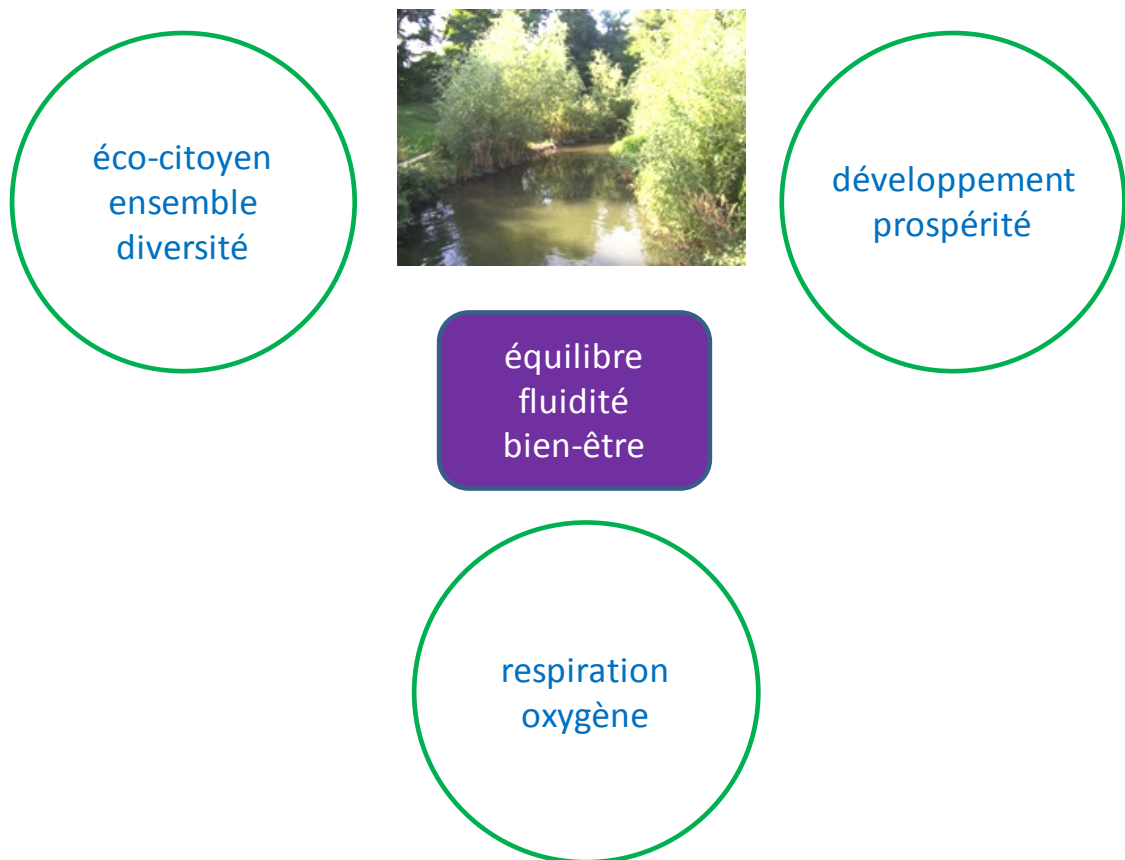 éco-citoyen
ensemble
diversité
développement
prospérité
équilibre
fluidité
bien-être
respiration
oxygène